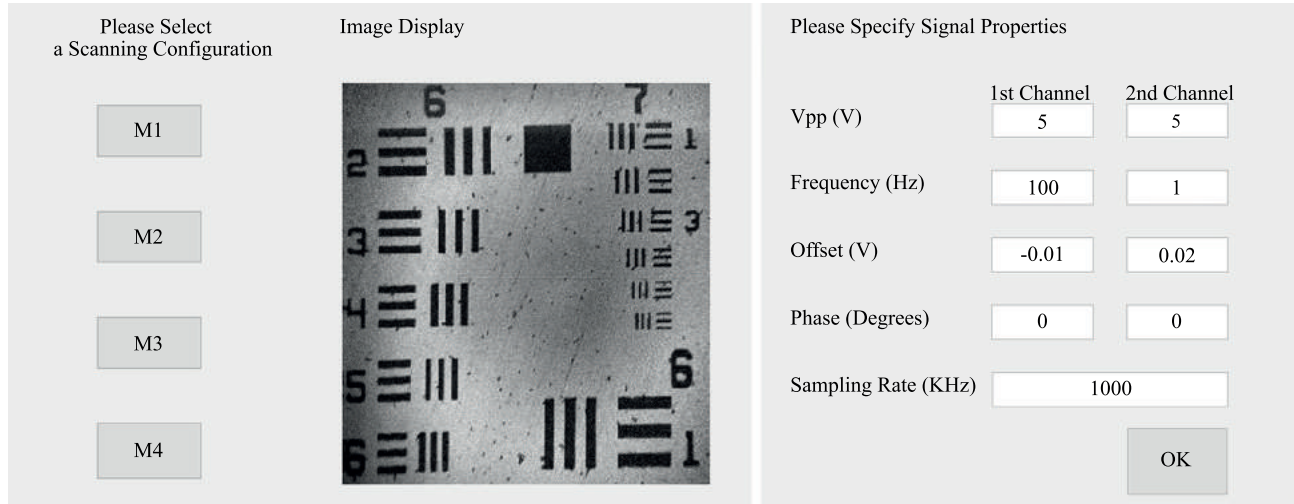 Please Select
a Scanning Configuration
M1
M2
M3
M4
Image Display
6 7
2 1
3 3
4
5 6
6 1
Please Specify Signal Properties
1st Channel 2nd Channel
Vpp (V) 5 5
Frequency (Hz) 100 1
Offset (V) -0.01 0.02
Phase (Degrees) 0 0
Sampling Rate (KHz) 1000
OK